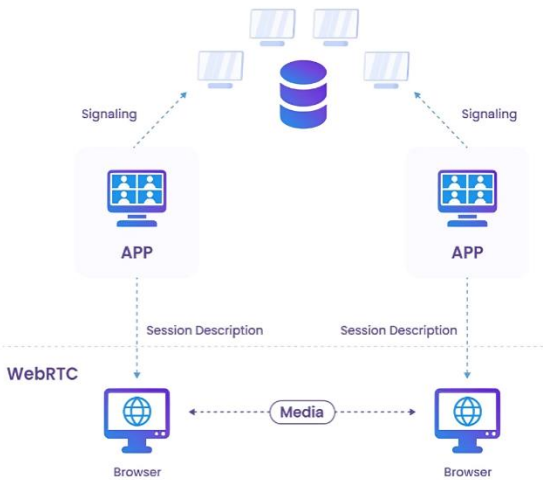 Signaling
Signaling
APP
APP
Session Description
Session Description
WebRTC
Media
Browser
Browser